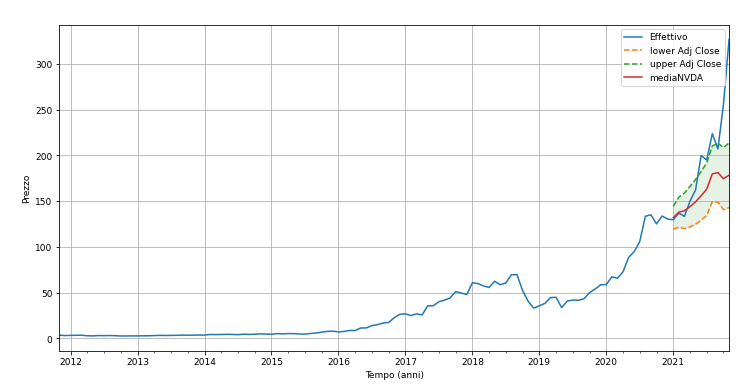 Effettivo
lower Adj Close
upper Adj Close
mediaNVDA
300
250
200
150
100
50
0
Prezzo
2012 2013 2014 2015 2016 2017 2018 2019 2020 2021
Tempo (anni)